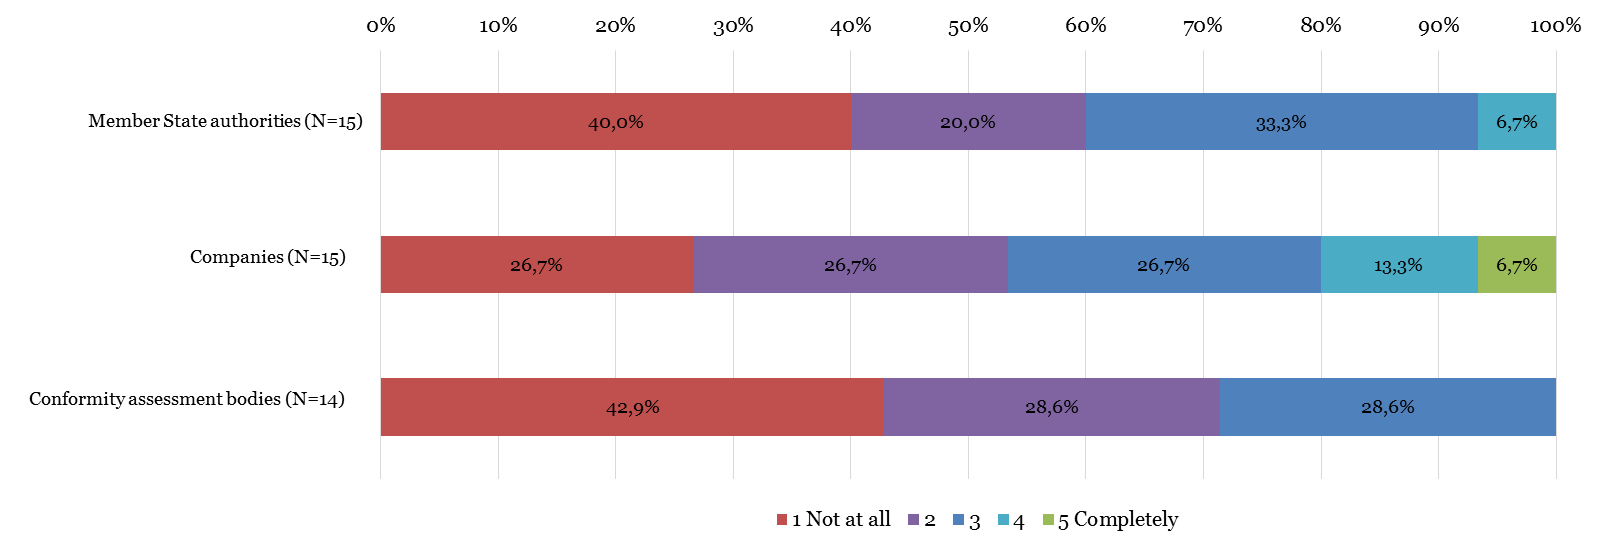 0% 10% 20% 30% 40% 50% 60% 70% 80% 90% 100%
Member State authorities (N=15) 40,0% 20,0% 33,3% 6,7%
Companies (N=15) 26,7% 26,7% 26,7% 13,3% 6,7%
Conformity assessment bodies (N=14) 42,9% 28,6% 28,6%
1 Not at all 2 3 4 5 Completely